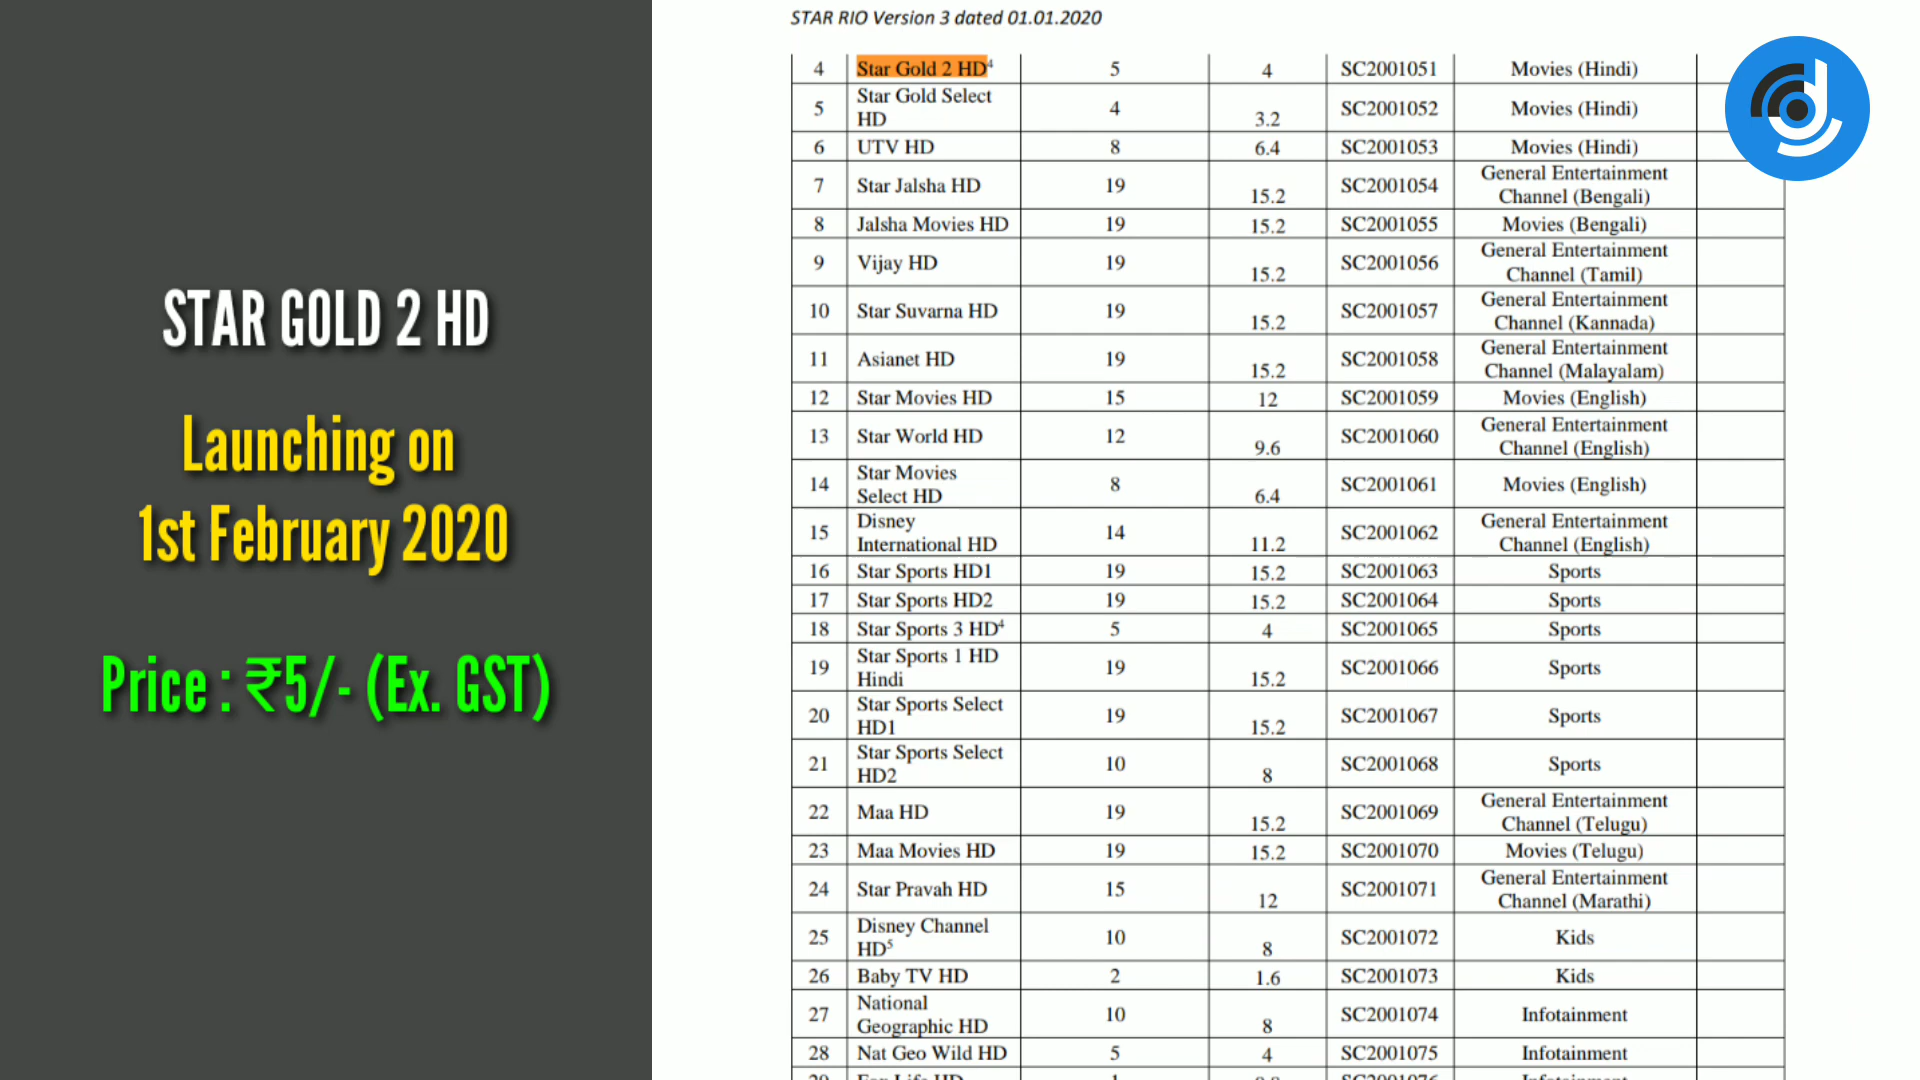 STAR GOLD 2 HD
Launching on
1st February 2020
Price : ₹5/- (Ex. GST)
STAR RIO Version 3 dated 01.01.2020
4 Star Gold 2 HD⁴ 5 4 SC2001051 Movies (Hindi)
5 Star Gold Select HD 4 3.2 SC2001052 Movies (Hindi)
6 UTV HD 8 6.4 SC2001053 Movies (Hindi)
7 Star Jalsha HD 19 15.2 SC2001054 General Entertainment Channel (Bengali)
8 Jalsha Movies HD 19 15.2 SC2001055 Movies (Bengali)
9 Vijay HD 19 15.2 SC2001056 General Entertainment Channel (Tamil)
10 Star Suvarna HD 19 15.2 SC2001057 General Entertainment Channel (Kannada)
11 Asianet HD 19 15.2 SC2001058 General Entertainment Channel (Malayalam)
12 Star Movies HD 15 12 SC2001059 Movies (English)
13 Star World HD 12 9.6 SC2001060 General Entertainment Channel (English)
14 Star Movies Select HD 8 6.4 SC2001061 Movies (English)
15 Disney International HD 14 11.2 SC2001062 General Entertainment Channel (English)
16 Star Sports HD1 19 15.2 SC2001063 Sports
17 Star Sports HD2 19 15.2 SC2001064 Sports
18 Star Sports 3 HD⁴ 5 4 SC2001065 Sports
19 Star Sports 1 HD Hindi 19 15.2 SC2001066 Sports
20 Star Sports Select HD1 19 15.2 SC2001067 Sports
21 Star Sports Select HD2 10 8 SC2001068 Sports
22 Maa HD 19 15.2 SC2001069 General Entertainment Channel (Telugu)
23 Maa Movies HD 19 15.2 SC2001070 Movies (Telugu)
24 Star Pravah HD 15 12 SC2001071 General Entertainment Channel (Marathi)
25 Disney Channel HD⁵ 10 8 SC2001072 Kids
26 Baby TV HD 2 1.6 SC2001073 Kids
27 National Geographic HD 10 8 SC2001074 Infotainment
28 Nat Geo Wild HD 5 4 SC2001075 Infotainment